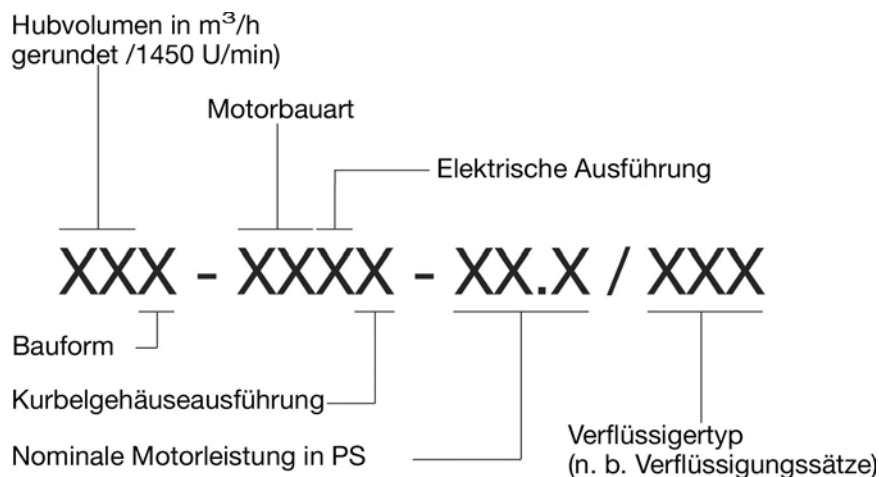 Hubvolumen in m³/h
gerundet /1450 U/min)
Motorbauart
Elektrische Ausführung
XXX - XXXX - XX.X / XXX
Bauform
Kurbelgehäuseausführung
Nominale Motorleistung in PS
Verflüssigertyp
(n. b. Verflüssigungssätze)